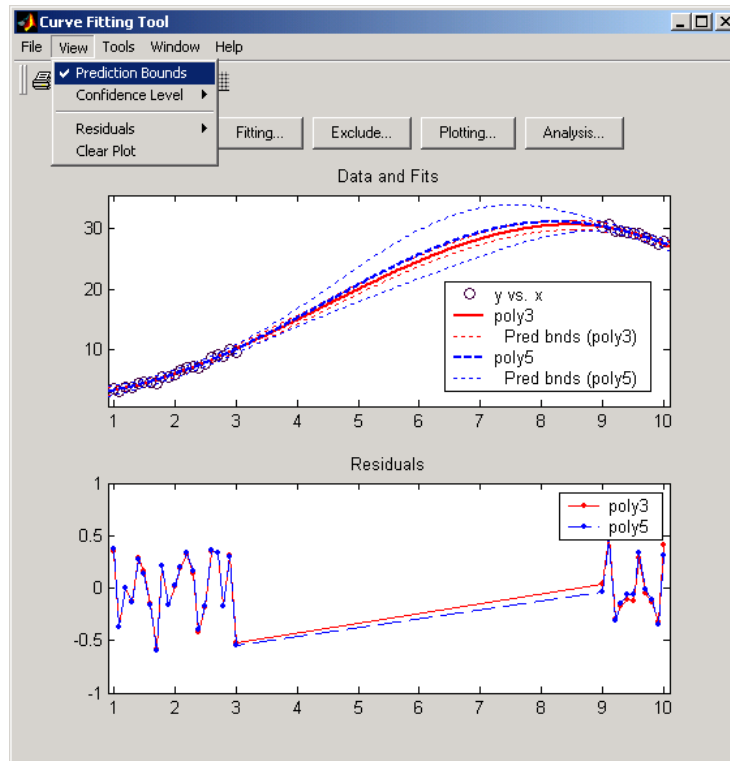 Curve Fitting Tool
File View Tools Window Help
Prediction Bounds
Confidence Level
Residuals
Clear Plot
Fitting... Exclude... Plotting... Analysis...
Data and Fits
30
20
10
1 2 3 4 5 6 7 8 9 10
y vs. x
poly3
Pred bnds (poly3)
poly5
Pred bnds (poly5)
Residuals
1
0.5
0
-0.5
-1
1 2 3 4 5 6 7 8 9 10
poly3
poly5